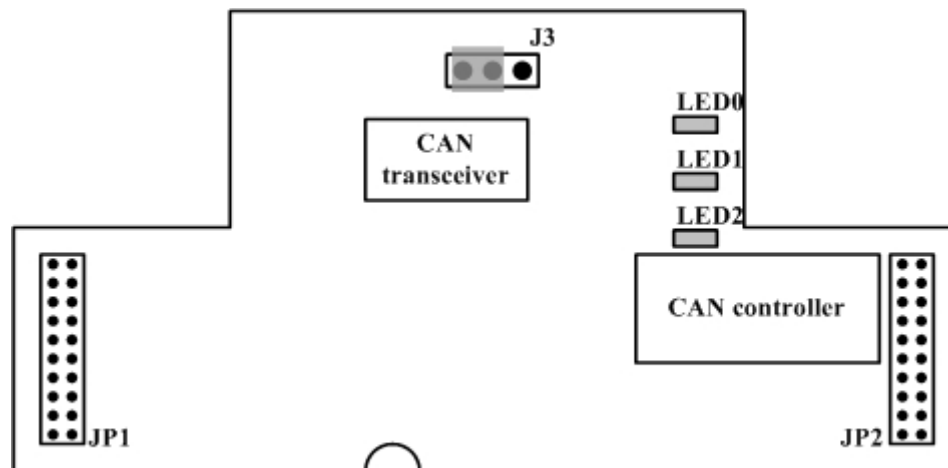 J3
LED0
CAN
transceiver
LED1
LED2
CAN controller
JP1
JP2